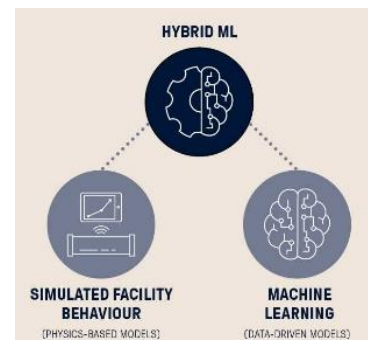 HYBRID ML
SIMULATED FACILITY
BEHAVIOUR
(PHYSICS-BASED MODELS)
MACHINE
LEARNING
(DATA-DRIVEN MODELS)